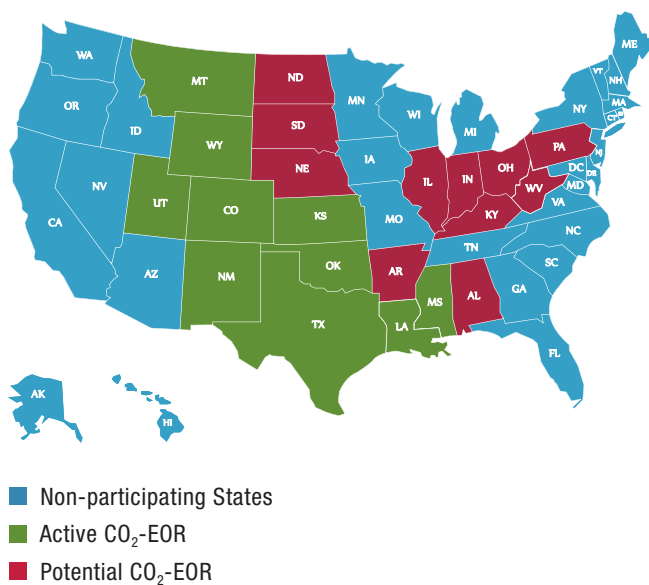 WA
MT
ND
MN
ME
OR
ID
SD
WI
MI
VT
NH
NY
MA
CT
WY
NE
IA
PA
NJ
NV
UT
CO
IL
IN
OH
DC
DE
MD
WV
VA
CA
KS
MO
KY
AZ
NM
OK
AR
TN
NC
SC
TX
LA
MS
AL
GA
FL
AK
HI
Non-participating States
Active CO₂-EOR
Potential CO₂-EOR